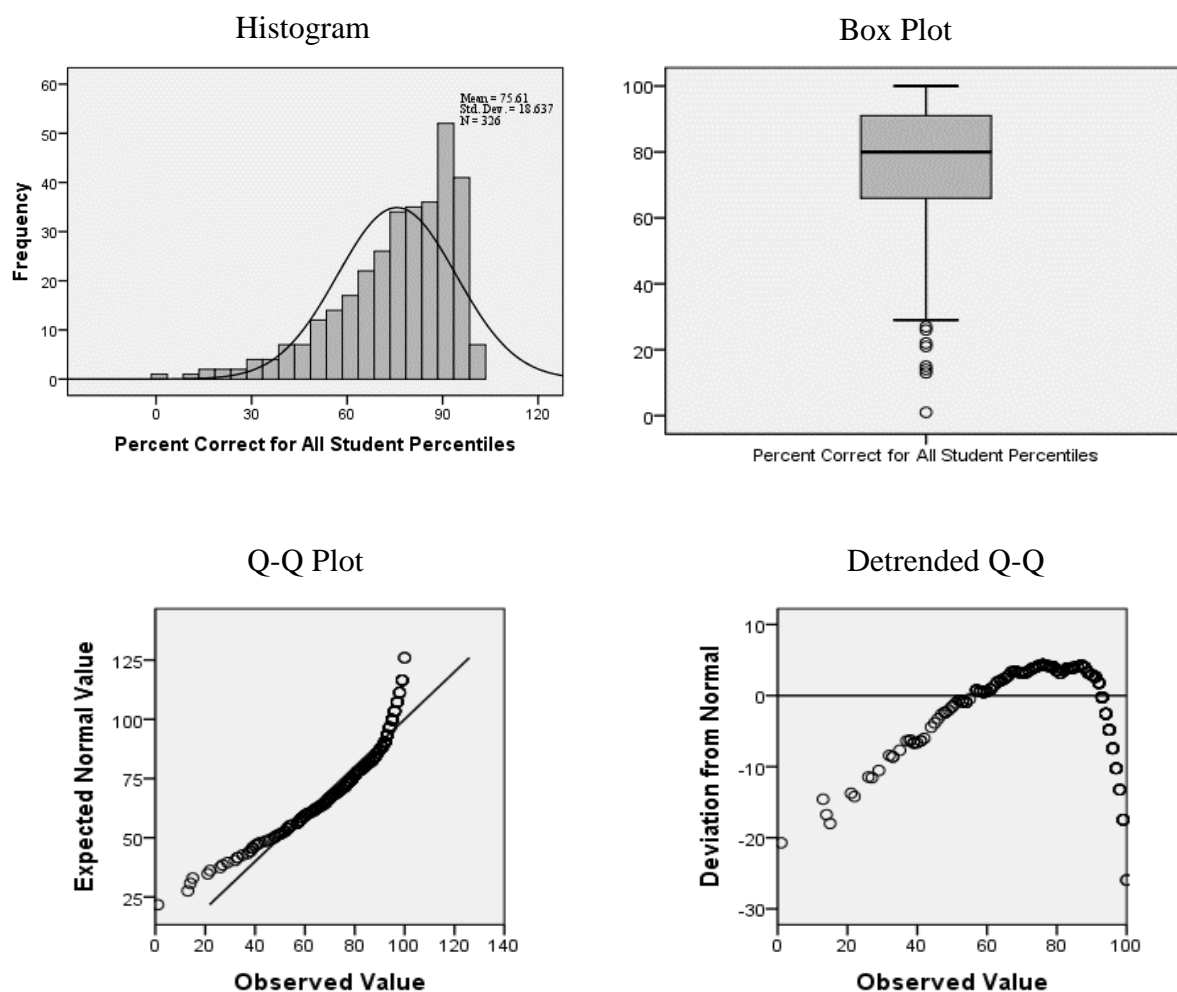 Histogram
Box Plot
60
50
40
30
20
10
0
Frequency
Mean = 75.61
Std. Dev. = 18.637
N = 326
0 30 60 90 120
Percent Correct for All Student Percentiles
100
80
60
40
20
0
Percent Correct for All Student Percentiles
Q-Q Plot
Detrended Q-Q
Expected Normal Value
125
100
75
50
25
0 20 40 60 80 100 120 140
Observed Value
Deviation from Normal
10
0
-10
-20
-30
0 20 40 60 80 100
Observed Value